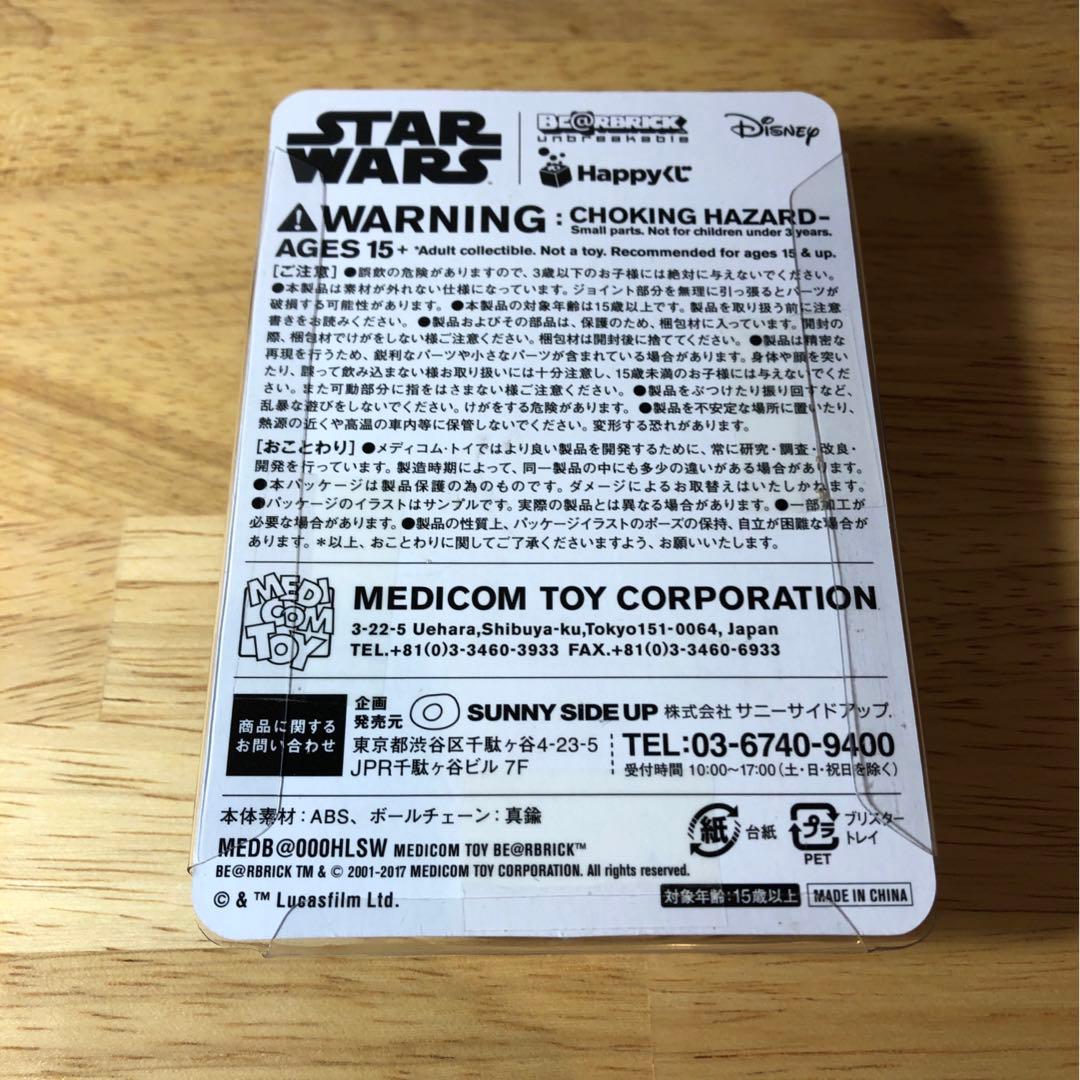 STAR WARS
BE@RBRICK
unbreakable
Happyくじ
Disney
WARNING : CHOKING HAZARD–
Small parts. Not for children under 3 years.
AGES 15+ *Adult collectible. Not a toy. Recommended for ages 15 & up.
[ご注意] ●誤飲の危険がありますので、3歳以下のお子様には絶対に与えないでください。
●本製品は素材が外れない仕様になっています。ジョイント部分を無理に引っ張るとパーツが
破損する可能性があります。 ●本製品の対象年齢は15歳以上です。製品を取り扱う前に注意
書きをお読みください。 ●製品およびその部品は、保護のため、梱包材に入っています。開封の
際、梱包材でけがをしない様ご注意ください。梱包材は開封後に捨ててください。 ●製品は精密な
再現を行うため、鋭利なパーツや小さなパーツが含まれている場合があります。身体や顔を突い
たり、誤って飲み込まない様お取り扱いには十分注意し、15歳未満のお子様には与えないでくだ
さい。また可動部分に指をはさまない様ご注意ください。 ●製品をぶつけたり振り回すなど、
乱暴な遊びをしないでください。けがをする危険があります。 ●製品を不安定な場所に置いたり、
熱源の近くや高温の車内等に保管しないでください。変形する恐れがあります。
[おことわり] ●メディコム・トイではより良い製品を開発するために、常に研究・調査・改良・
開発を行っています。製造時期によって、同一製品の中にも多少の違いがある場合があります。
●本パッケージは製品保護の為のものです。ダメージによるお取替えはいたしかねます。
●パッケージのイラストはサンプルです。実際の製品とは異なる場合があります。 ●一部加工が
必要な場合があります。 ●製品の性質上、パッケージイラストのポーズの保持、自立が困難な場合が
あります。 *以上、おことわりに関してご了承くださいますよう、お願いいたします。
MEDI COM TOY
MEDICOM TOY CORPORATION
3-22-5 Uehara,Shibuya-ku,Tokyo151-0064, Japan
TEL.+81(0)3-3460-3933 FAX.+81(0)3-3460-6933
商品に関する
お問い合わせ
企画
発売元
SUNNY SIDE UP 株式会社 サニーサイドアップ.
東京都渋谷区千駄ヶ谷4-23-5
JPR千駄ヶ谷ビル 7F
TEL:03-6740-9400
受付時間 10:00〜17:00 (土・日・祝日を除く)
本体素材:ABS、ボールチェーン:真鍮
紙 台紙
プラ
PET
ブリスター
トレイ
MEDB@000HLSW MEDICOM TOY BE@RBRICK™
BE@RBRICK TM & © 2001-2017 MEDICOM TOY CORPORATION. All rights reserved.
© & ™ Lucasfilm Ltd.
対象年齢:15歳以上
MADE IN CHINA